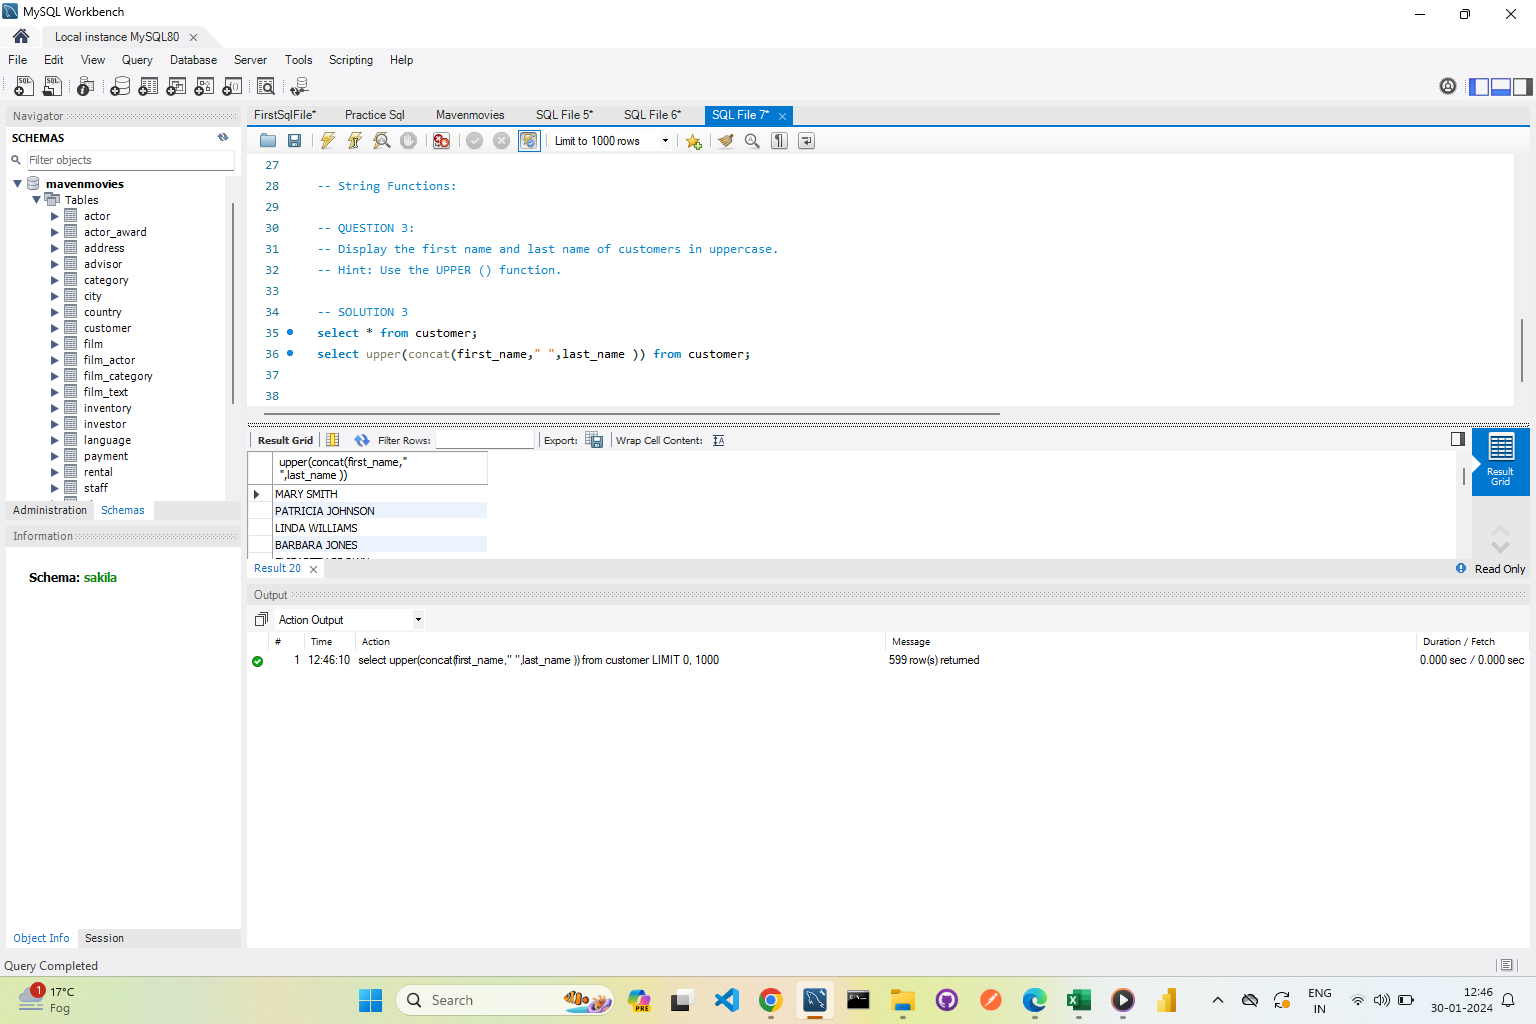 MySQL Workbench
Local instance MySQL80
File Edit View Query Database Server Tools Scripting Help
Navigator
SCHEMAS
Filter objects
mavenmovies
Tables
actor
actor_award
address
advisor
category
city
country
customer
film
film_actor
film_category
film_text
inventory
investor
language
payment
rental
staff
Administration Schemas
Information
Schema: sakila
Object Info Session
FirstSqlFile* Practice Sql Mavenmovies SQL File 5* SQL File 6* SQL File 7*
Limit to 1000 rows
27
28 -- String Functions:
29
30 -- QUESTION 3:
31 -- Display the first name and last name of customers in uppercase.
32 -- Hint: Use the UPPER () function.
33
34 -- SOLUTION 3
35 select * from customer;
36 select upper(concat(first_name," ",last_name )) from customer;
37
38
Result Grid Filter Rows: Export: Wrap Cell Content:
upper(concat(first_name,"
",last_name ))
MARY SMITH
PATRICIA JOHNSON
LINDA WILLIAMS
BARBARA JONES
Result
Grid
Result 20
Read Only
Output
Action Output
# Time Action Message Duration / Fetch
1 12:46:10 select upper(concat(first_name," ",last_name )) from customer LIMIT 0, 1000 599 row(s) returned 0.000 sec / 0.000 sec
Query Completed
1
17°C
Fog
Search
PRE
ENG
IN
12:46
30-01-2024